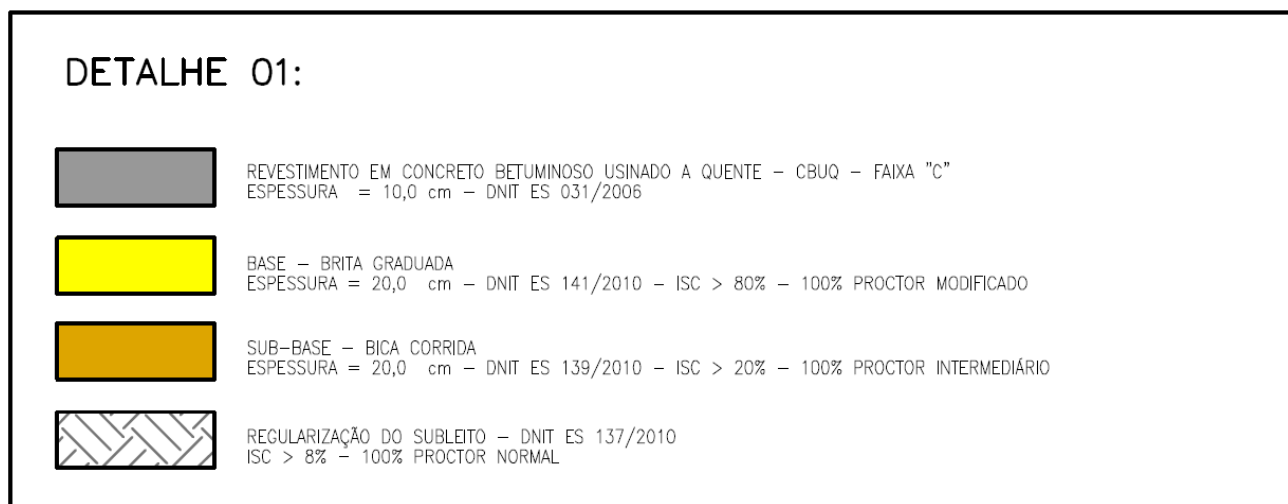 DETALHE 01:
REVESTIMENTO EM CONCRETO BETUMINOSO USINADO A QUENTE – CBUQ – FAIXA "C"
ESPESSURA = 10,0 cm – DNIT ES 031/2006
BASE – BRITA GRADUADA
ESPESSURA = 20,0 cm – DNIT ES 141/2010 – ISC > 80% – 100% PROCTOR MODIFICADO
SUB-BASE – BICA CORRIDA
ESPESSURA = 20,0 cm – DNIT ES 139/2010 – ISC > 20% – 100% PROCTOR INTERMEDIÁRIO
REGULARIZAÇÃO DO SUBLEITO – DNIT ES 137/2010
ISC > 8% – 100% PROCTOR NORMAL